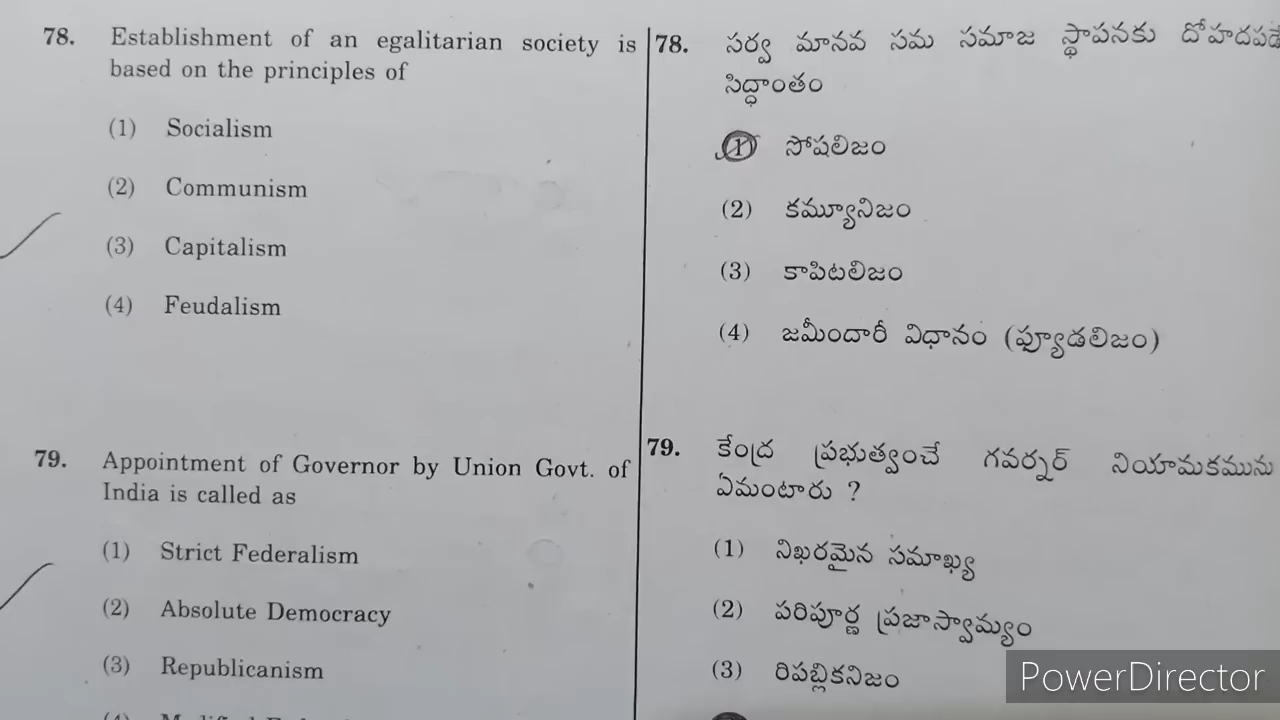 78. Establishment of an egalitarian society is
based on the principles of
(1) Socialism
(2) Communism
(3) Capitalism
(4) Feudalism
79. Appointment of Governor by Union Govt. of
India is called as
(1) Strict Federalism
(2) Absolute Democracy
(3) Republicanism
(4)
78. సర్వ మానవ సమ సమాజ స్థాపనకు దోహదపడే
సిద్ధాంతం
(1) సోషలిజం
(2) కమ్యూనిజం
(3) కాపిటలిజం
(4) జమీందారీ విధానం (ఫ్యూడలిజం)
79. కేంద్ర ప్రభుత్వంచే గవర్నర్ నియామకమును
ఏమంటారు ?
(1) నిఖరమైన సమాఖ్య
(2) పరిపూర్ణ ప్రజాస్వామ్యం
(3) రిపబ్లికనిజం
PowerDirector